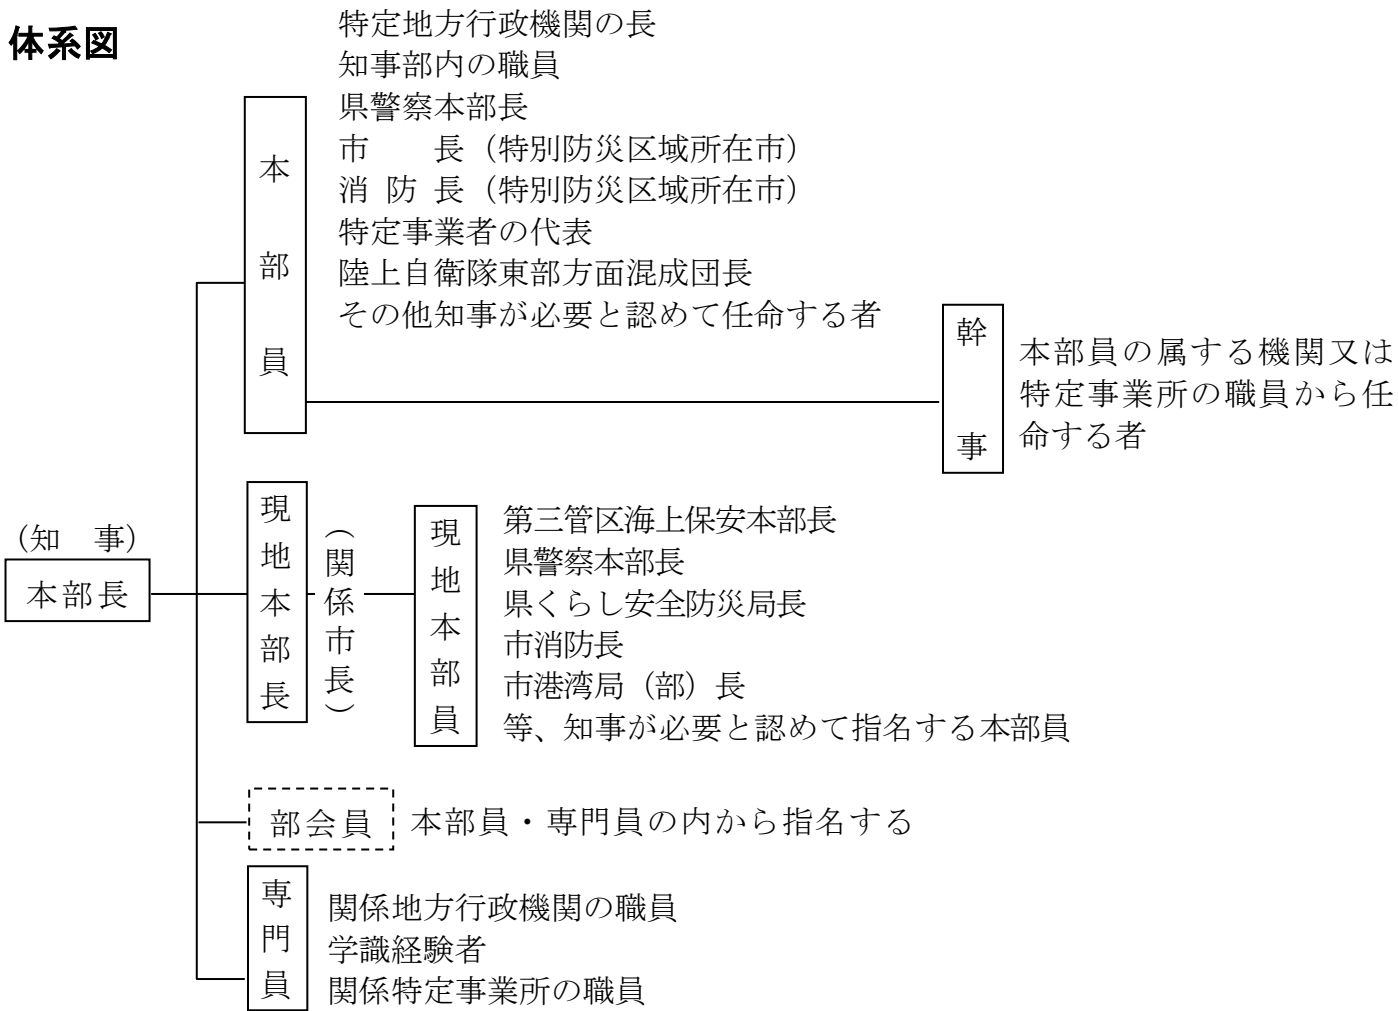 体系図
特定地方行政機関の長
知事部内の職員
県警察本部長
市　　長（特別防災区域所在市）
消 防 長（特別防災区域所在市）
特定事業者の代表
陸上自衛隊東部方面混成団長
その他知事が必要と認めて任命する者
本部員
幹事
本部員の属する機関又は
特定事業所の職員から任
命する者
（知　事）
本部長
現地本部長
（関係市長）
現地本部員
第三管区海上保安本部長
県警察本部長
県くらし安全防災局長
市消防長
市港湾局（部）長
等、知事が必要と認めて指名する本部員
部会員
本部員・専門員の内から指名する
専門員
関係地方行政機関の職員
学識経験者
関係特定事業所の職員